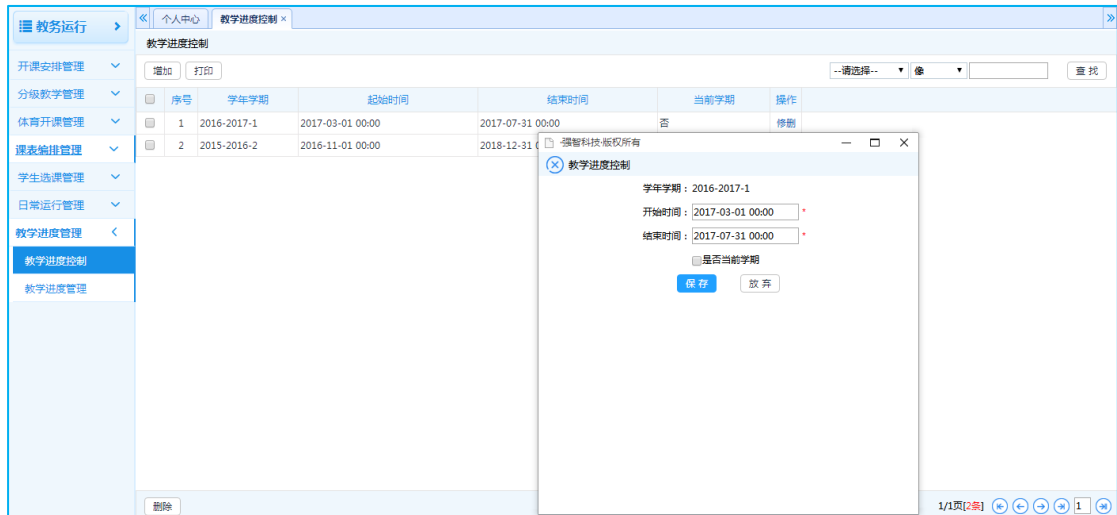 教务运行
个人中心 教学进度控制 ×
教学进度控制
开课安排管理
分级教学管理
体育开课管理
课表编排管理
学生选课管理
日常运行管理
教学进度管理
教学进度控制
教学进度管理
增加 打印 --请选择-- 像 查 找
序号 学年学期 起始时间 结束时间 当前学期 操作
1 2016-2017-1 2017-03-01 00:00 2017-07-31 00:00 否 修删
2 2015-2016-2 2016-11-01 00:00 2018-12-31
·强智科技·版权所有
教学进度控制
学年学期：2016-2017-1
开始时间：2017-03-01 00:00 *
结束时间：2017-07-31 00:00 *
是否当前学期
保 存 放 弃
删除 1/1页[2条] 1